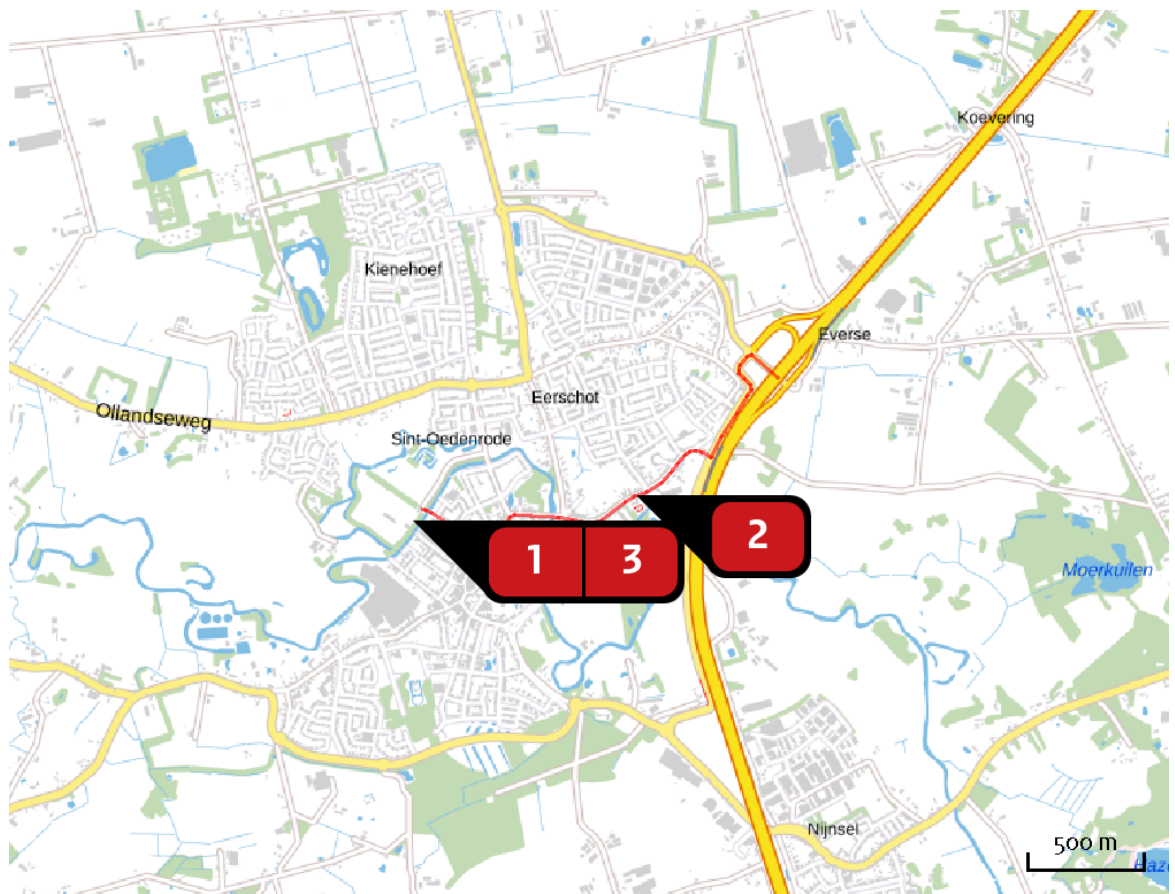 Koevering
Kienehoef
Everse
Eerschot
Ollandseweg
Sint-Oedenrode
1
3
2
Moerkuilen
Nijnsel
500 m